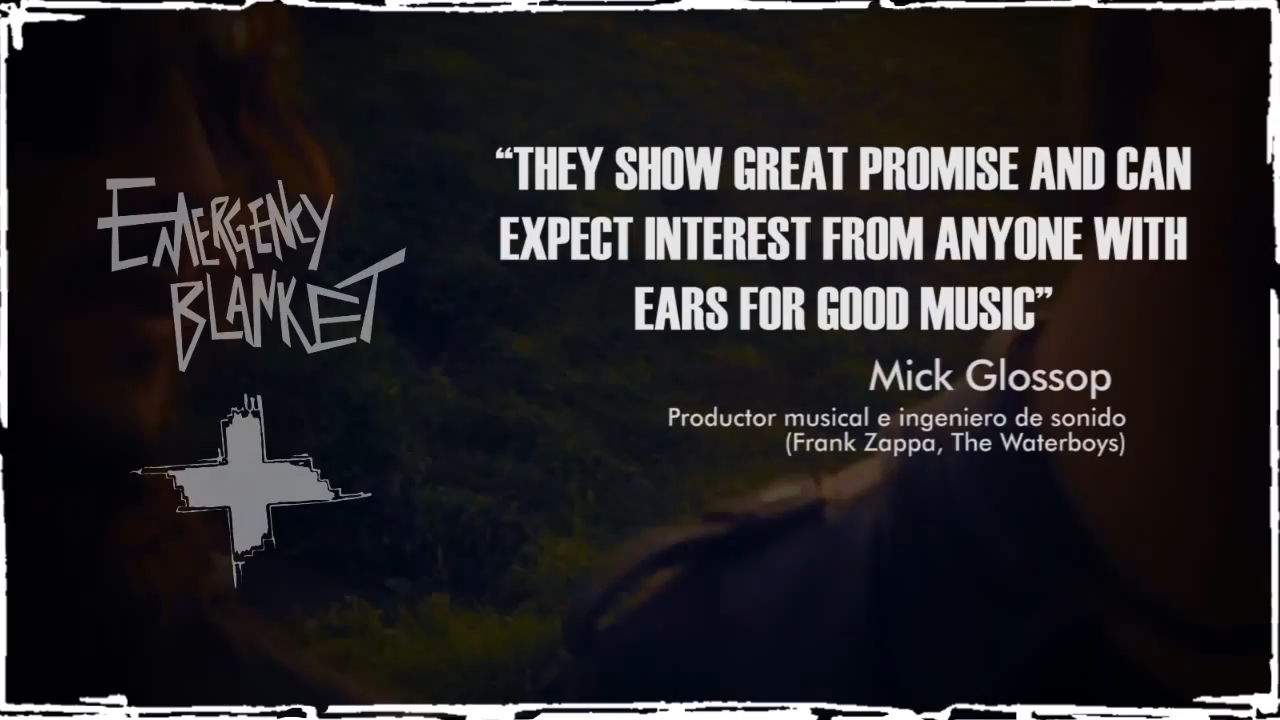 EMERGENCY
BLANKET
“THEY SHOW GREAT PROMISE AND CAN
EXPECT INTEREST FROM ANYONE WITH
EARS FOR GOOD MUSIC”
Mick Glossop
Productor musical e ingeniero de sonido
(Frank Zappa, The Waterboys)